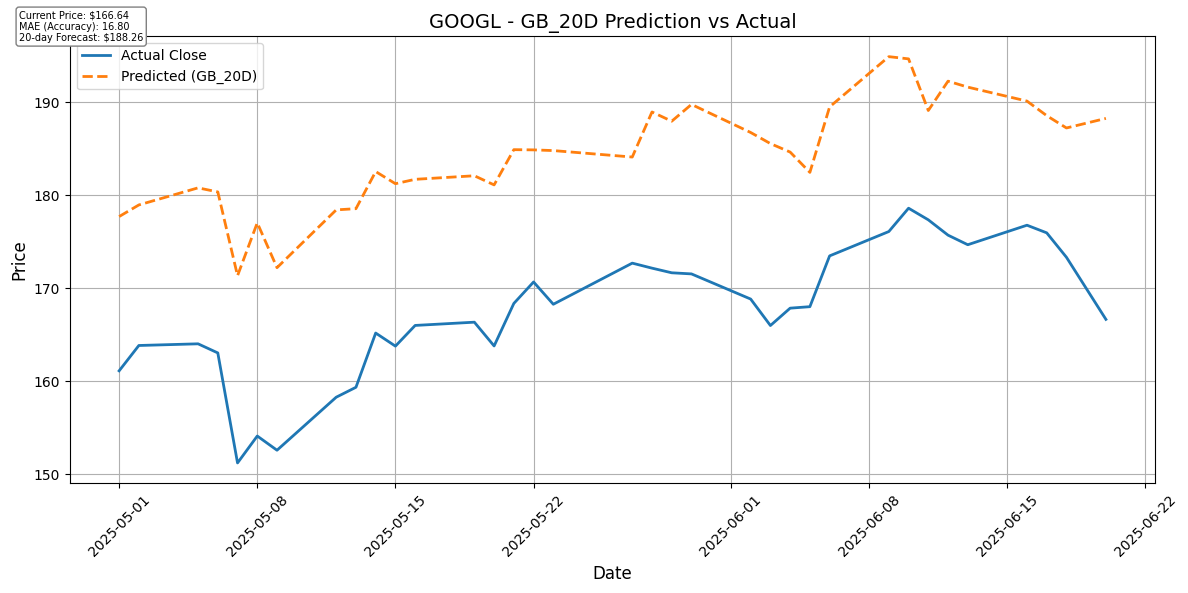 GOOGL - GB_20D Prediction vs Actual
Current Price: $166.64
MAE (Accuracy): 16.80
20-day Forecast: $188.26
Actual Close
Predicted (GB_20D)
Price
190
180
170
160
150
2025-05-01
2025-05-08
2025-05-15
2025-05-22
2025-06-01
2025-06-08
2025-06-15
2025-06-22
Date